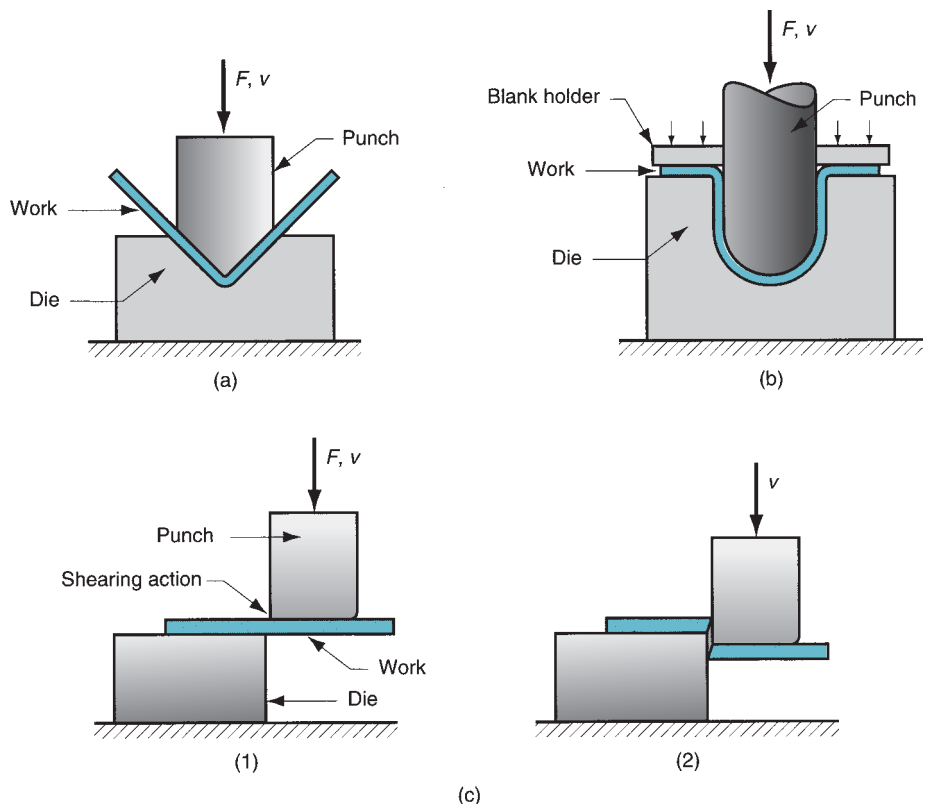 F, v
Punch
Work
Die
(a)
F, v
Blank holder
Punch
Work
Die
(b)
F, v
Punch
Shearing action
Work
Die
(1)
v
(2)
(c)